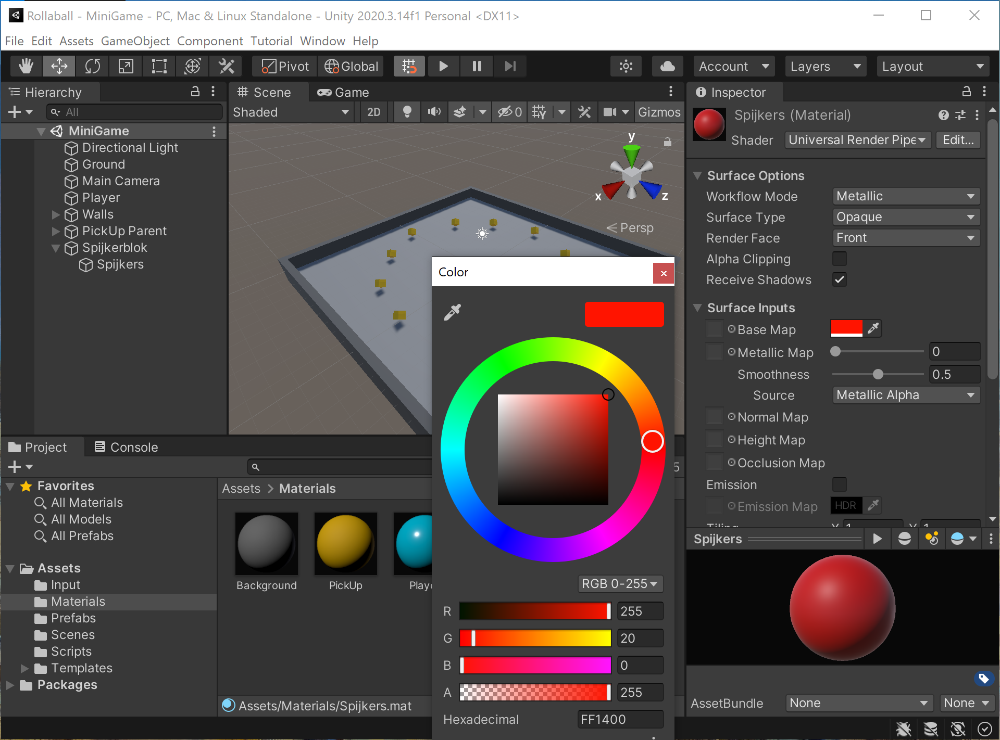 Rollaball - MiniGame - PC, Mac & Linux Standalone - Unity 2020.3.14f1 Personal <DX11>
File Edit Assets GameObject Component Tutorial Window Help
Pivot Global Account Layers Layout
Hierarchy
All
MiniGame
Directional Light
Ground
Main Camera
Player
Walls
PickUp Parent
Spijkerblok
Spijkers
Scene Game
Shaded 2D 0 Gizmos
y
x
z
Persp
Inspector
Spijkers (Material)
Shader Universal Render Pipe Edit...
Surface Options
Workflow Mode Metallic
Surface Type Opaque
Render Face Front
Alpha Clipping
Receive Shadows
Surface Inputs
Base Map
Metallic Map 0
Smoothness 0.5
Source Metallic Alpha
Normal Map
Height Map
Occlusion Map
Emission
Emission Map HDR
Tiling X 1 Y 1
Spijkers
AssetBundle None None
Color
RGB 0-255
R 255
G 20
B 0
A 255
Hexadecimal FF1400
Project Console
5
Favorites
All Materials
All Models
All Prefabs
Assets
Input
Materials
Prefabs
Scenes
Scripts
Templates
Packages
Assets > Materials
Background PickUp Playe
Assets/Materials/Spijkers.mat